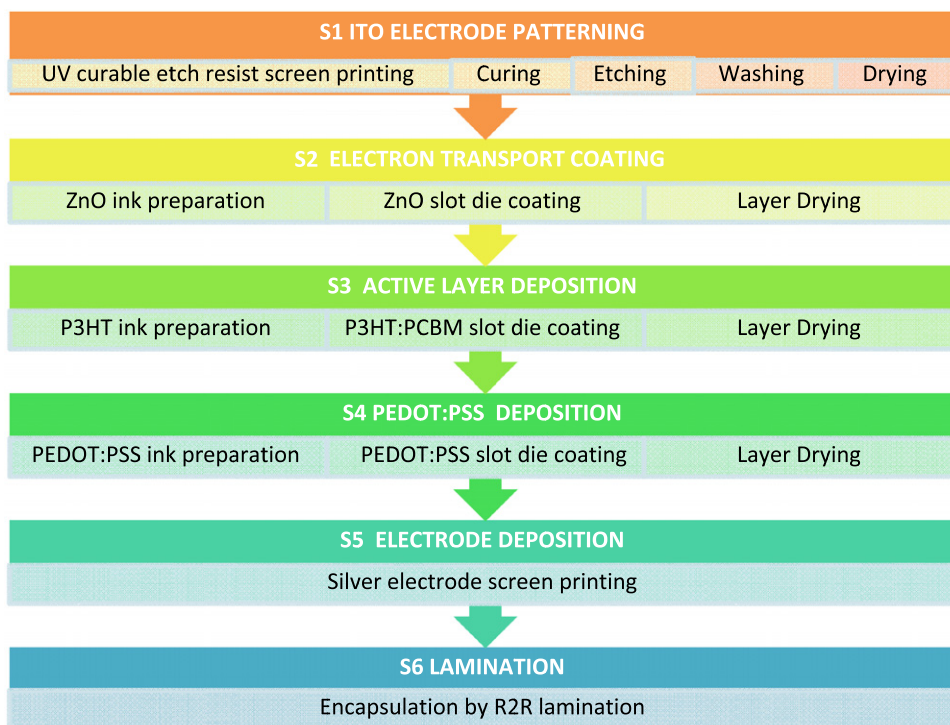 S1 ITO ELECTRODE PATTERNING
UV curable etch resist screen printing Curing Etching Washing Drying
S2 ELECTRON TRANSPORT COATING
ZnO ink preparation ZnO slot die coating Layer Drying
S3 ACTIVE LAYER DEPOSITION
P3HT ink preparation P3HT:PCBM slot die coating Layer Drying
S4 PEDOT:PSS DEPOSITION
PEDOT:PSS ink preparation PEDOT:PSS slot die coating Layer Drying
S5 ELECTRODE DEPOSITION
Silver electrode screen printing
S6 LAMINATION
Encapsulation by R2R lamination